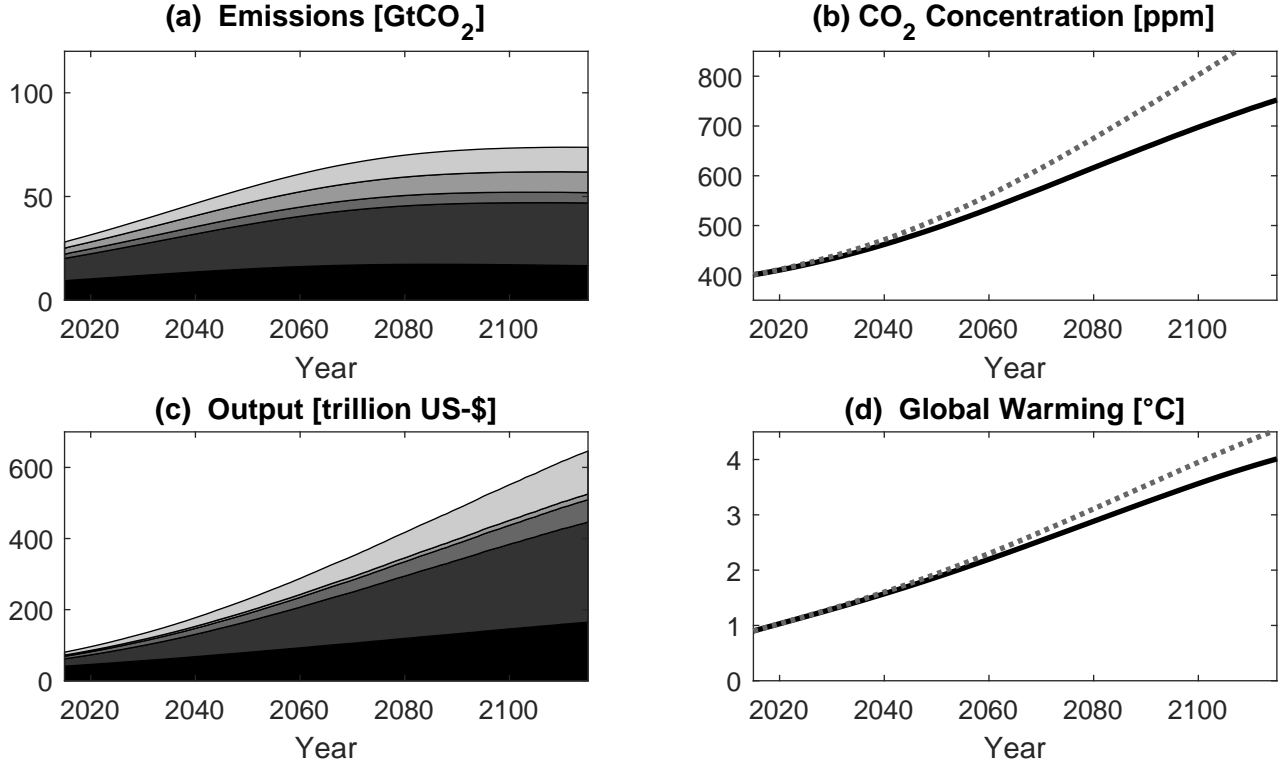 (a) Emissions [GtCO2]
100
50
0
2020 2040 2060 2080 2100
Year
(b) CO2 Concentration [ppm]
800
700
600
500
400
2020 2040 2060 2080 2100
Year
(c) Output [trillion US-$]
600
400
200
0
2020 2040 2060 2080 2100
Year
(d) Global Warming [°C]
4
3
2
1
0
2020 2040 2060 2080 2100
Year